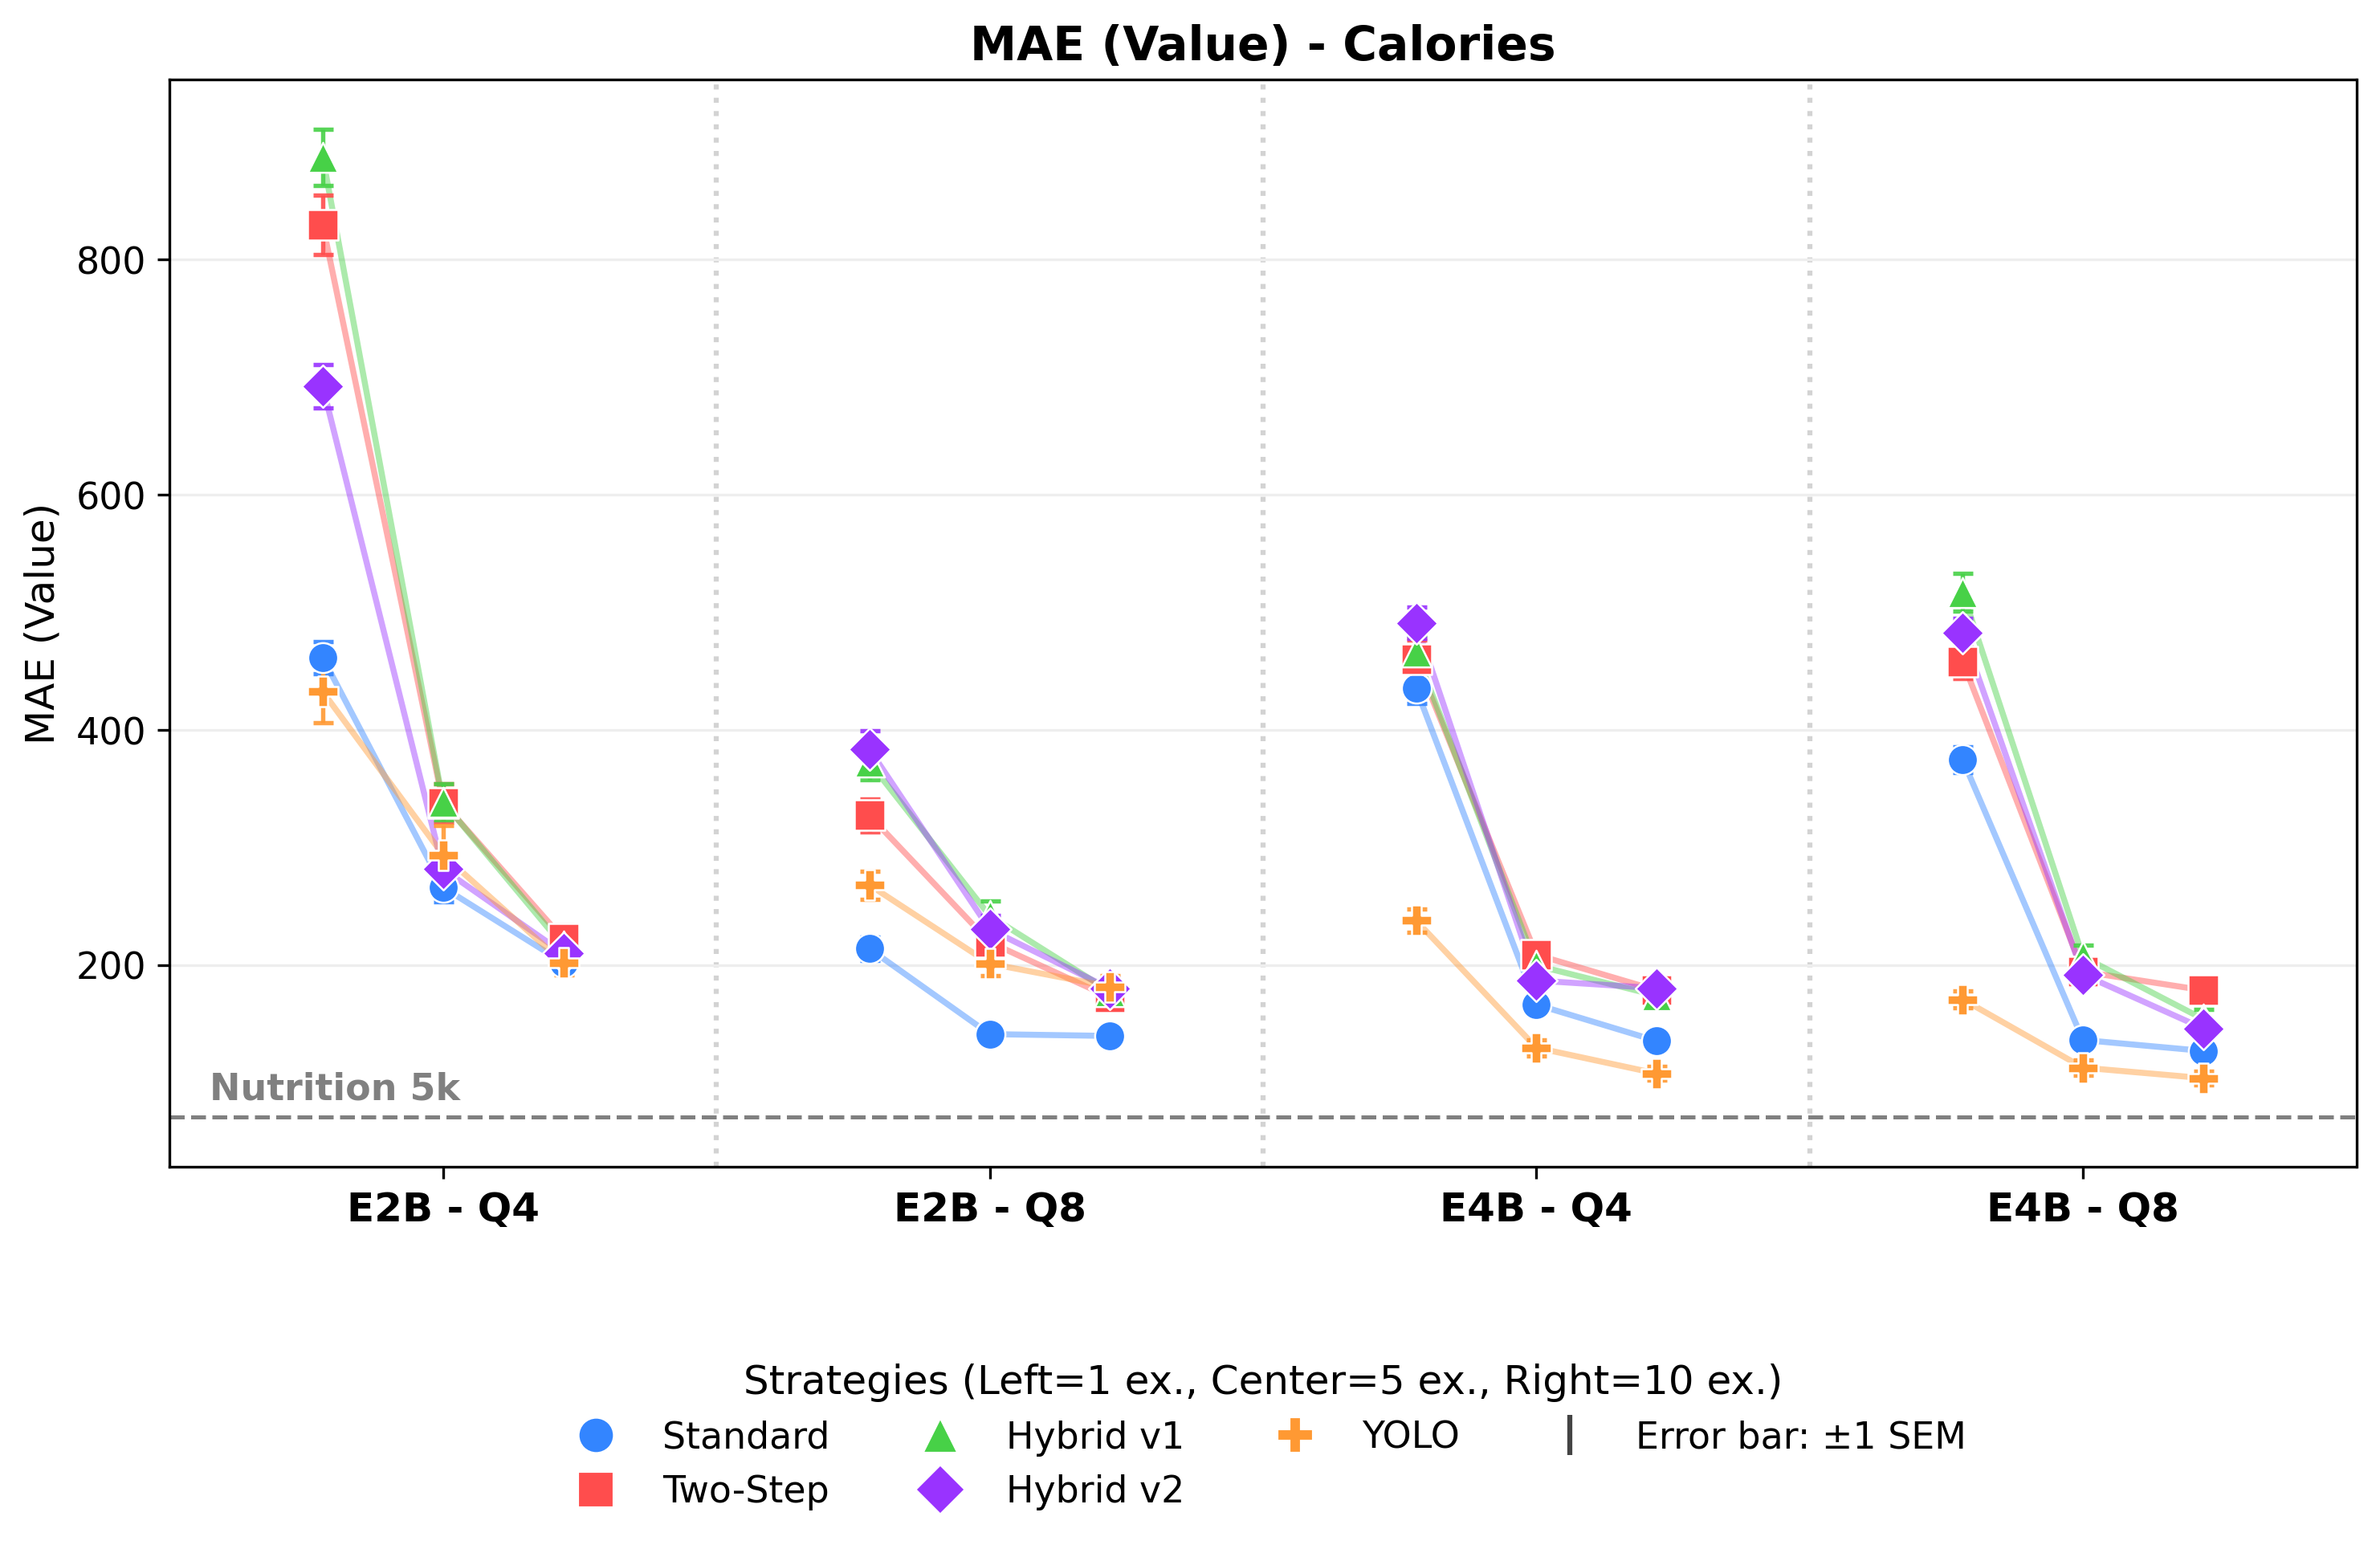 MAE (Value) - Calories
MAE (Value)
800
600
400
200
Nutrition 5k
E2B - Q4
E2B - Q8
E4B - Q4
E4B - Q8
Strategies (Left=1 ex., Center=5 ex., Right=10 ex.)
Standard
Two-Step
Hybrid v1
Hybrid v2
YOLO
Error bar: ±1 SEM